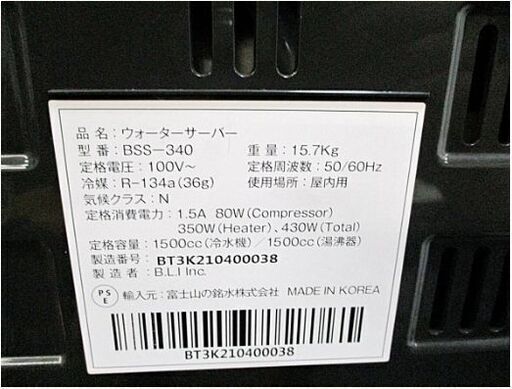 品 名：ウォーターサーバー
型 番：BSS-340 重 量：15.7Kg
定格電圧：100V～ 定格周波数：50/60Hz
冷媒：R-134a(36g) 使用場所：屋内用
気候クラス：N
定格消費電力：1.5A 80W(Compressor)
350W(Heater)、430W(Total)
定格容量：1500cc(冷水機)／1500cc(湯沸器)
製造番号：BT3K210400038
製造者：B.L.I Inc.
PSE 輸入元：富士山の銘水株式会社 MADE IN KOREA
BT3K210400038